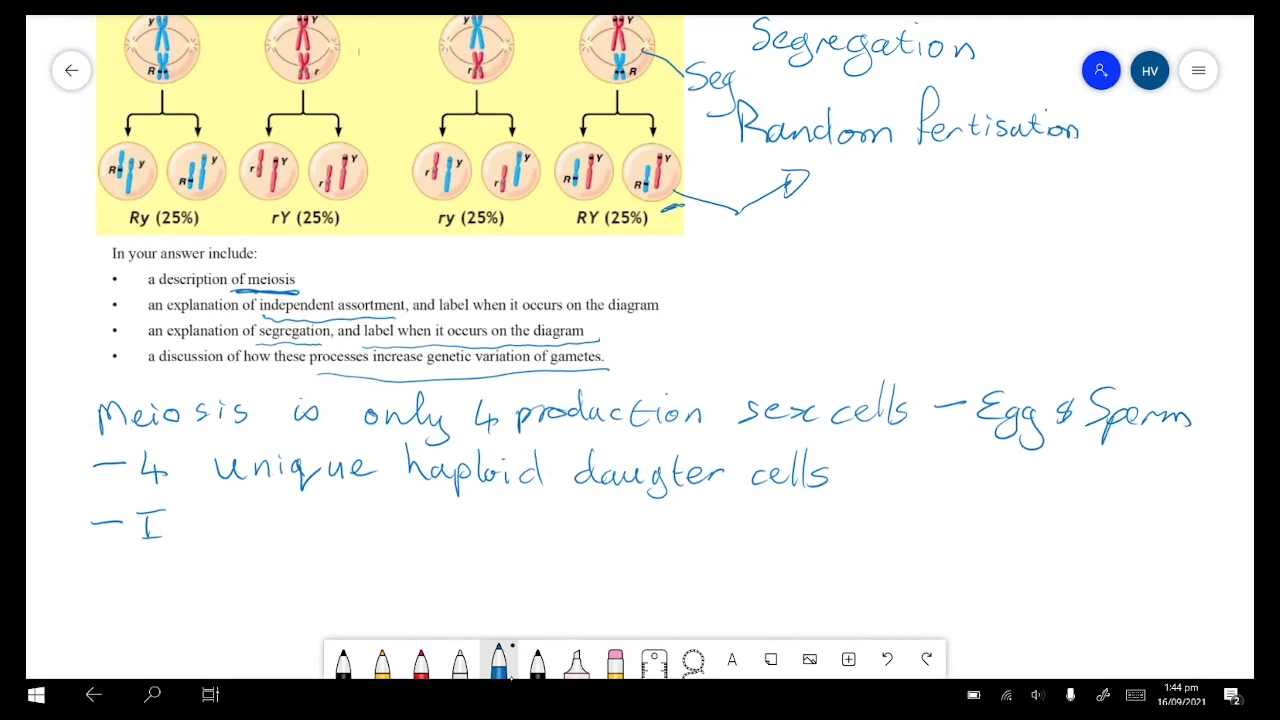 y Y y Y
R r r R
Segregation
Seg
HV
Random fertisation
R y R y r Y r Y r y r y R Y R Y
Ry (25%) rY (25%) ry (25%) RY (25%)
In your answer include:
• a description of meiosis
• an explanation of independent assortment, and label when it occurs on the diagram
• an explanation of segregation, and label when it occurs on the diagram
• a discussion of how these processes increase genetic variation of gametes.
Meiosis is only 4 production sex cells - Egg & Sperm
- 4 unique haploid daugter cells
- I
A
1:44 pm
16/09/2021
2